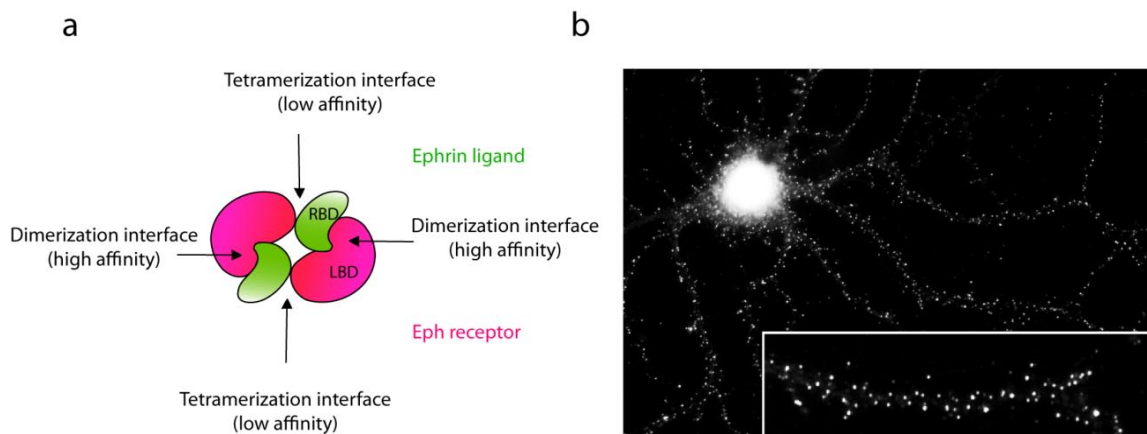 a
b
Tetramerization interface
(low affinity)
Ephrin ligand
RBD
Dimerization interface
(high affinity)
Dimerization interface
(high affinity)
LBD
Eph receptor
Tetramerization interface
(low affinity)